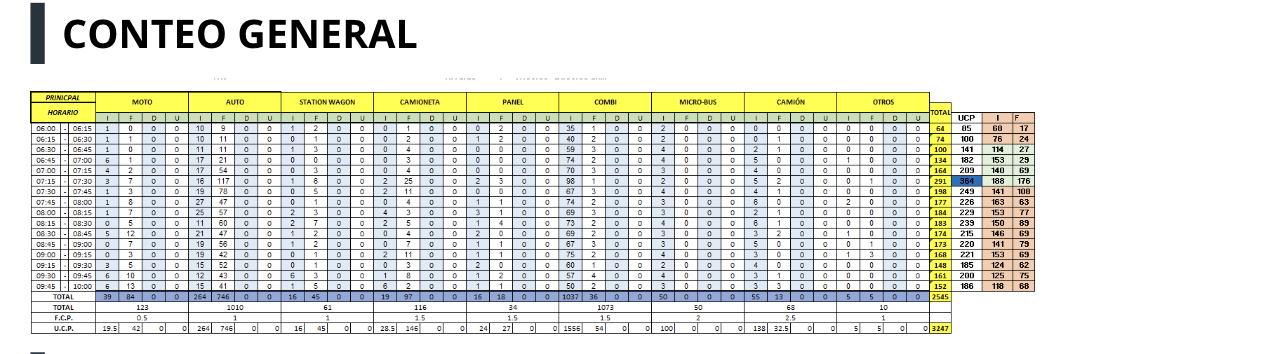 CONTEO GENERAL
PRINICPAL MOTO AUTO STATION WAGON CAMIONETA PANEL COMBI MICRO-BUS CAMIÓN OTROS TOTAL
HORARIO I F D U I F D U I F D U I F D U I F D U I F D U I F D U I F D U I F D U UCP I F
06:00 - 06:15 1 0 0 0 10 9 0 0 1 2 0 0 0 1 0 0 0 2 0 0 35 1 0 0 2 0 0 0 0 0 0 0 0 0 0 0 64 85 68 17
06:15 - 06:30 1 0 0 0 10 11 0 0 0 0 0 0 0 2 0 0 1 2 0 0 40 2 0 0 2 0 0 0 0 1 0 0 0 0 0 0 74 100 76 24
06:30 - 06:45 1 0 0 0 11 11 0 0 1 3 0 0 0 4 0 0 0 0 0 0 59 3 0 0 4 0 0 0 2 1 0 0 0 0 0 0 100 141 114 27
06:45 - 07:00 6 1 0 0 17 21 0 0 0 0 0 0 0 3 0 0 0 0 0 0 74 2 0 0 3 0 0 0 5 0 0 0 1 0 0 0 134 182 153 29
07:00 - 07:15 4 2 0 0 17 54 0 0 0 3 0 0 0 6 0 0 0 0 0 0 70 3 0 0 3 0 0 0 4 0 0 0 0 0 0 0 164 209 140 69
07:15 - 07:30 3 7 0 0 16 117 0 0 1 6 0 0 2 25 0 0 2 3 0 0 98 1 0 0 2 0 0 0 5 2 0 0 0 1 0 0 291 364 188 176
07:30 - 07:45 1 3 0 0 19 78 0 0 0 5 0 0 2 11 0 0 0 0 0 0 67 3 0 0 4 0 0 0 4 1 0 0 0 0 0 0 198 249 141 108
07:45 - 08:00 1 8 0 0 27 47 0 0 0 1 0 0 0 4 0 0 1 1 0 0 74 2 0 0 3 0 0 0 6 0 0 0 2 0 0 0 177 226 163 63
08:00 - 08:15 1 7 0 0 25 57 0 0 2 3 0 0 4 3 0 0 3 1 0 0 69 3 0 0 3 0 0 0 2 1 0 0 0 0 0 0 184 229 153 77
08:15 - 08:30 0 5 0 0 11 60 0 0 2 7 0 0 2 5 0 0 1 4 0 0 73 2 0 0 4 0 0 0 6 1 0 0 0 0 0 0 183 239 150 89
08:30 - 08:45 5 12 0 0 21 47 0 0 1 2 0 0 0 4 0 0 2 0 0 0 69 2 0 0 4 0 0 0 3 2 0 0 0 0 0 0 174 215 146 69
08:45 - 09:00 0 7 0 0 19 56 0 0 1 2 0 0 0 7 0 0 1 1 0 0 67 3 0 0 3 0 0 0 5 0 0 0 0 1 0 0 173 220 141 79
09:00 - 09:15 0 3 0 0 19 42 0 0 0 1 0 0 2 11 0 0 1 1 0 0 75 2 0 0 3 0 0 0 4 0 0 0 1 3 0 0 168 221 153 69
09:15 - 09:30 3 5 0 0 15 52 0 0 0 1 0 0 0 3 0 0 2 0 0 0 60 1 0 0 2 0 0 0 3 0 0 0 1 0 0 0 148 185 124 62
09:30 - 09:45 6 10 0 0 12 43 0 0 6 3 0 0 1 8 0 0 1 2 0 0 57 4 0 0 4 0 0 0 3 1 0 0 0 0 0 0 161 200 125 75
09:45 - 10:00 6 13 0 0 15 41 0 0 1 5 0 0 6 2 0 0 1 1 0 0 50 2 0 0 3 0 0 0 3 3 0 0 0 0 0 0 152 186 118 68
TOTAL 39 84 0 0 264 746 0 0 16 45 0 0 19 97 0 0 16 18 0 0 1037 36 0 0 50 0 0 0 55 13 0 0 5 5 0 0 2545
TOTAL 123 1010 61 116 34 1073 50 68 10
F.C.P. 0.5 1 1 1.5 1.5 1.5 2 2.5 1
U.C.P. 19.5 42 0 0 264 746 0 0 16 45 0 0 28.5 146 0 0 24 27 0 0 1556 54 0 0 100 0 0 0 138 32.5 0 0 5 5 0 0 3247